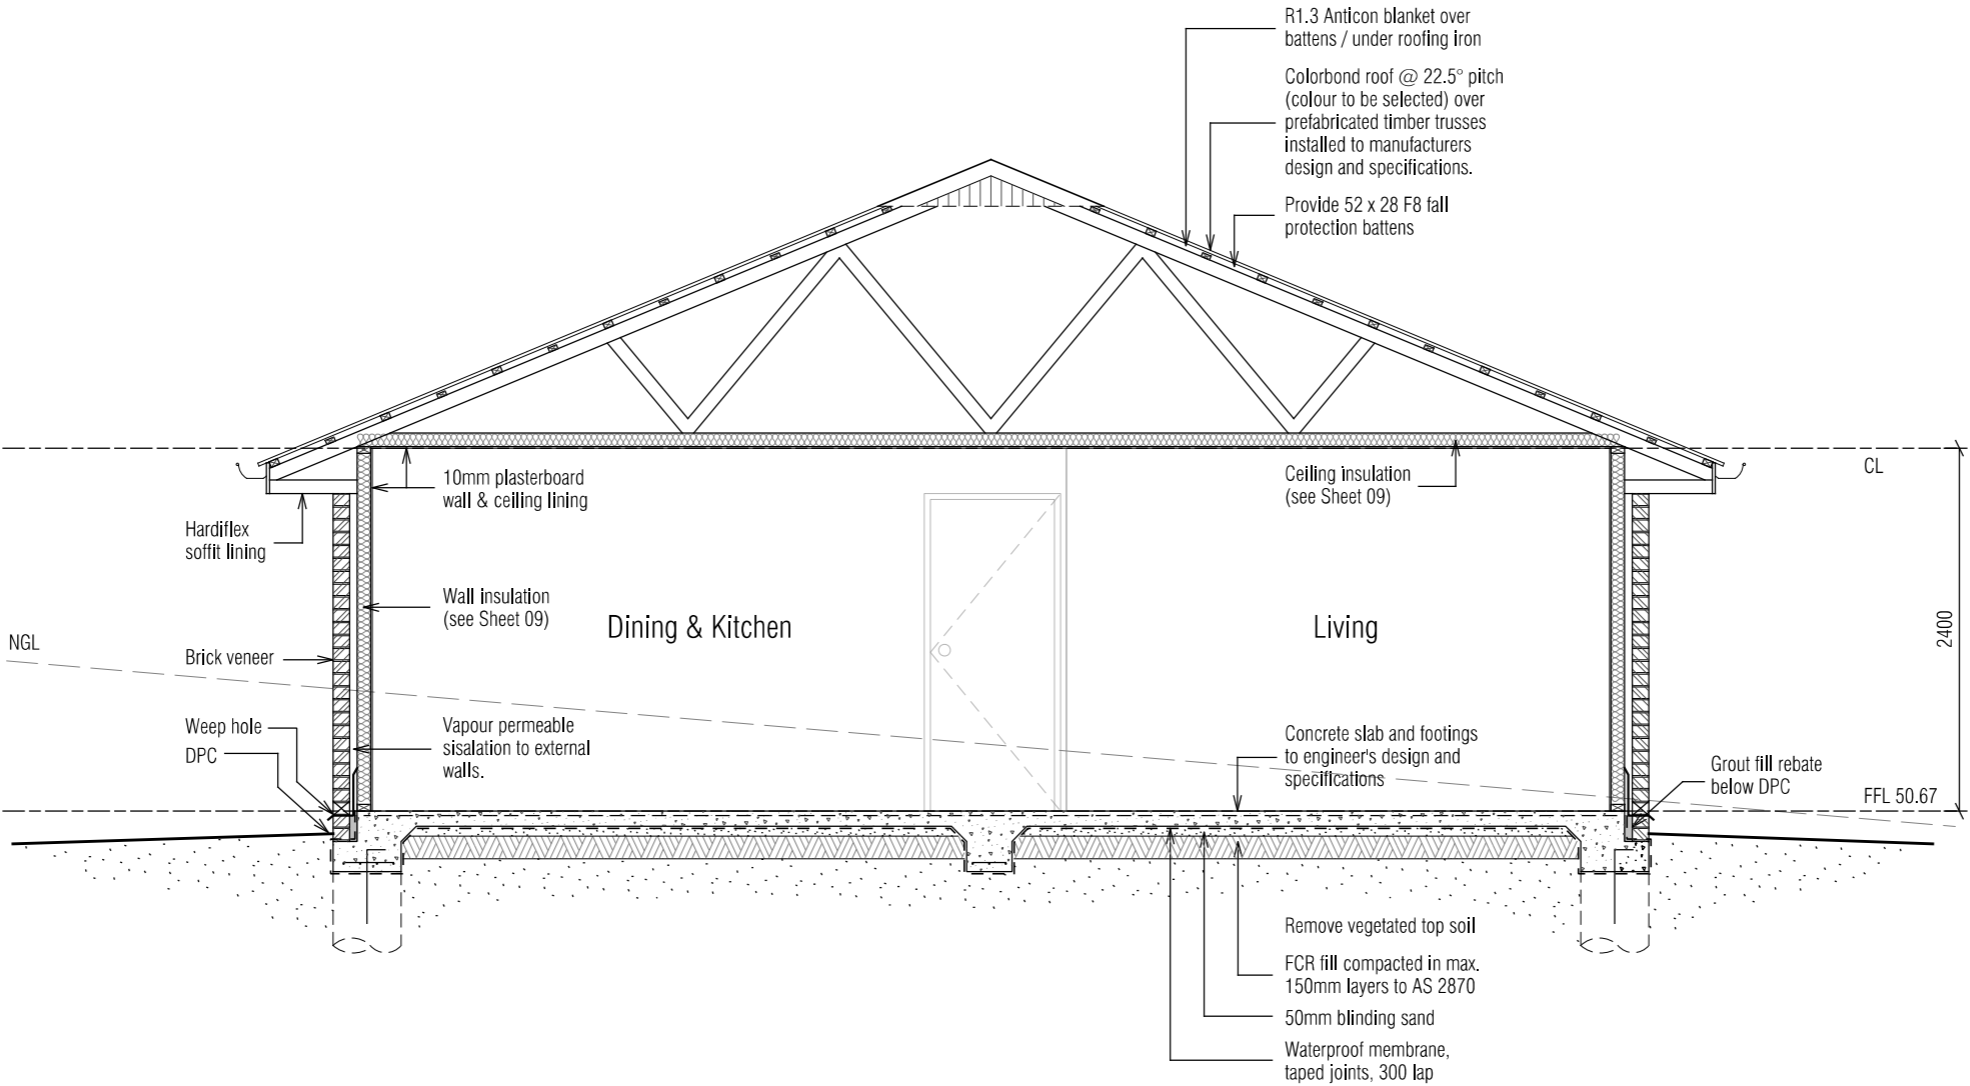 R1.3 Anticon blanket over
battens / under roofing iron
Colorbond roof @ 22.5° pitch
(colour to be selected) over
prefabricated timber trusses
installed to manufacturers
design and specifications.
Provide 52 x 28 F8 fall
protection battens
10mm plasterboard
wall & ceiling lining
Ceiling insulation
(see Sheet 09)
CL
Hardiflex
soffit lining
Wall insulation
(see Sheet 09)
Dining & Kitchen
Living
2400
NGL
Brick veneer
Weep hole
DPC
Vapour permeable
sisalation to external
walls.
Concrete slab and footings
to engineer's design and
specifications
Grout fill rebate
below DPC
FFL 50.67
Remove vegetated top soil
FCR fill compacted in max.
150mm layers to AS 2870
50mm blinding sand
Waterproof membrane,
taped joints, 300 lap